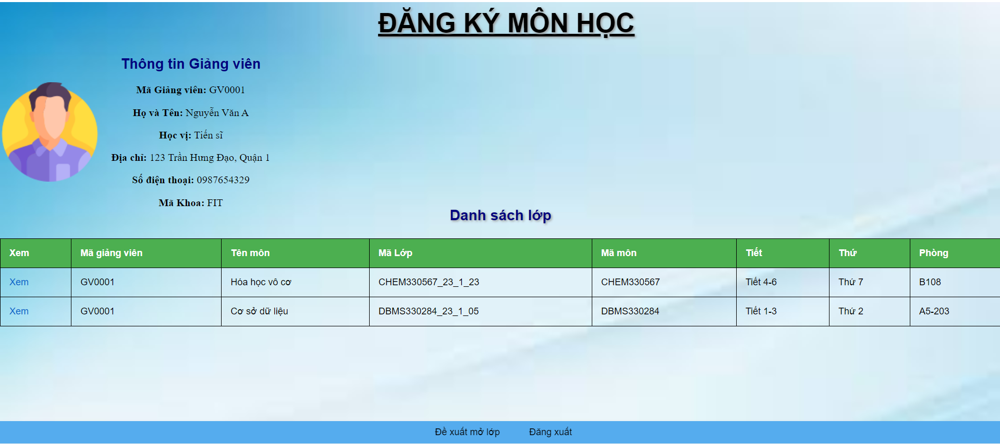 ĐĂNG KÝ MÔN HỌC
Thông tin Giảng viên
Mã Giảng viên: GV0001
Họ và Tên: Nguyễn Văn A
Học vị: Tiến sĩ
Địa chỉ: 123 Trần Hưng Đạo, Quận 1
Số điện thoại: 0987654329
Mã Khoa: FIT
Danh sách lớp
Xem Mã giảng viên Tên môn Mã Lớp Mã môn Tiết Thứ Phòng
Xem GV0001 Hóa học vô cơ CHEM330567_23_1_23 CHEM330567 Tiết 4-6 Thứ 7 B108
Xem GV0001 Cơ sở dữ liệu DBMS330284_23_1_05 DBMS330284 Tiết 1-3 Thứ 2 A5-203
Đề xuất mở lớp Đăng xuất